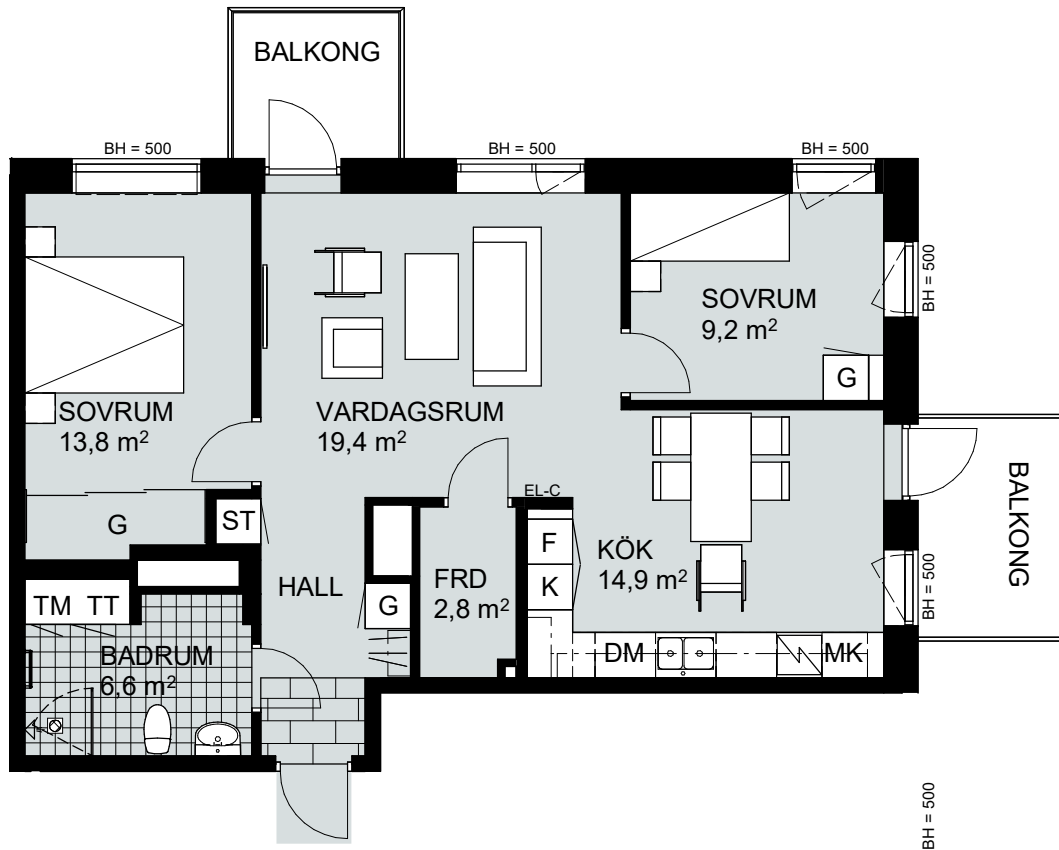 BALKONG
BH = 500
BH = 500
BH = 500
BH = 500
SOVRUM
9,2 m²
G
SOVRUM
13,8 m²
VARDAGSRUM
19,4 m²
BALKONG
G
ST
EL-C
F
K
KÖK
14,9 m²
BH = 500
HALL
FRD
2,8 m²
G
TM TT
BADRUM
6,6 m²
DM
MK
BH = 500